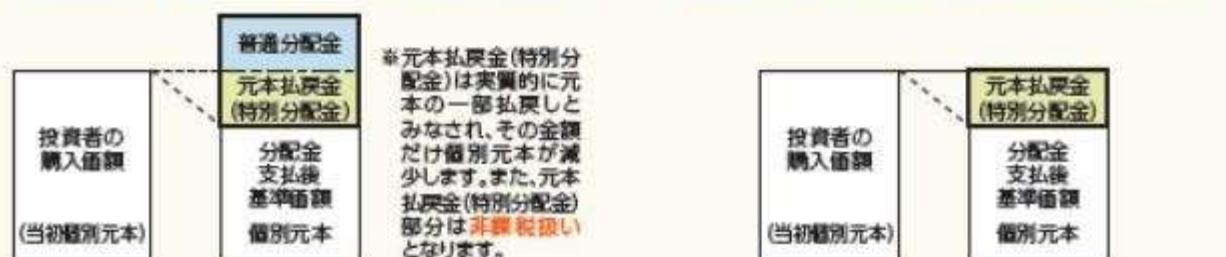 普通分配金
元本払戻金
(特別分配金)
投資者の
購入価額
(当初個別元本)
分配金
支払後
基準価額
個別元本
※元本払戻金(特別分
配金)は実質的に元
本の一部払戻しと
みなされ、その金額
だけ個別元本が減
少します。また、元本
払戻金(特別分配金)
部分は非課税扱い
となります。
投資者の
購入価額
(当初個別元本)
元本払戻金
(特別分配金)
分配金
支払後
基準価額
個別元本